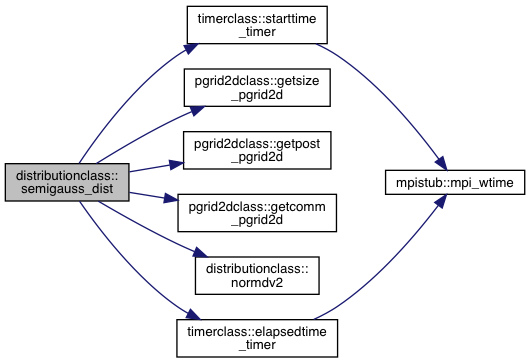 timerclass::starttime
_timer
pgrid2dclass::getsize
_pgrid2d
pgrid2dclass::getpost
_pgrid2d
distributionclass::
semigauss_dist
mpistub::mpi_wtime
pgrid2dclass::getcomm
_pgrid2d
distributionclass::
normdv2
timerclass::elapsedtime
_timer